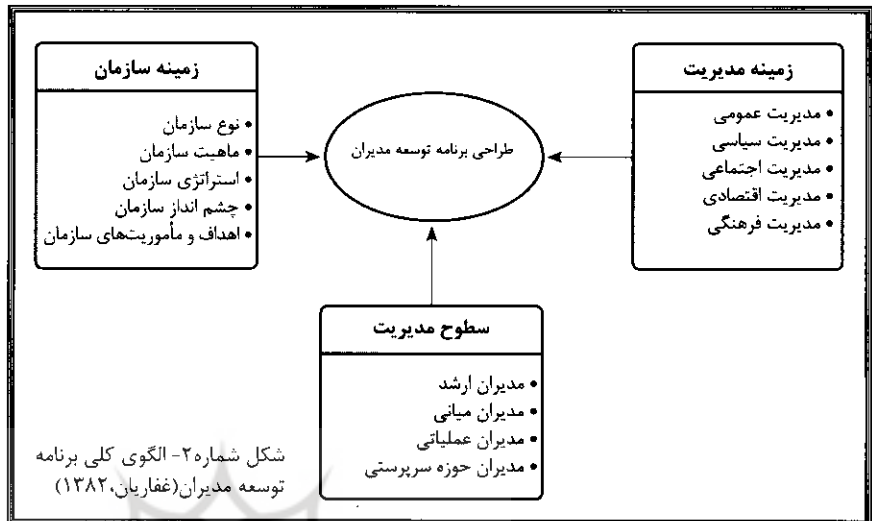 زمینه مدیریت
• مدیریت عمومی
• مدیریت سیاسی
• مدیریت اجتماعی
• مدیریت اقتصادی
• مدیریت فرهنگی
طراحی برنامه توسعه مدیران
زمینه سازمان
• نوع سازمان
• ماهیت سازمان
• استراتژی سازمان
• چشم انداز سازمان
• اهداف و مأموریت‌های سازمان
سطوح مدیریت
• مدیران ارشد
• مدیران میانی
• مدیران عملیاتی
• مدیران حوزه سرپرستی
شکل شماره۲- الگوی کلی برنامه
توسعه مدیران(غفاریان،۱۳۸۲)